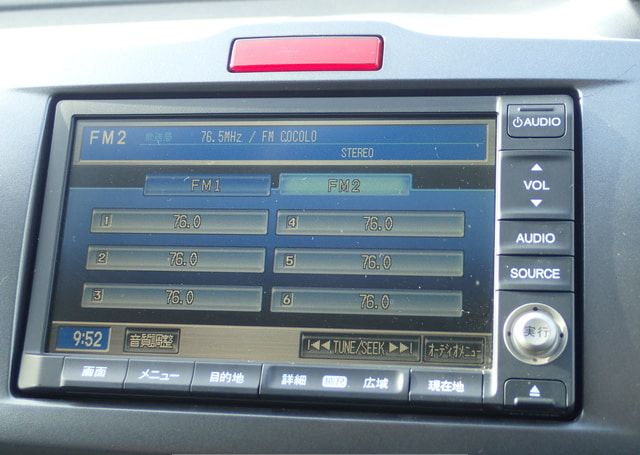 FM2 放送局 76.5MHz / FM COCOLO
STEREO
FM1 FM2
1 76.0 4 76.0
2 76.0 5 76.0
3 76.0 6 76.0
9:52 音質調整 TUNE/SEEK オーディオメニュー
画面 メニュー 目的地 詳細 広域 現在地
AUDIO
VOL
AUDIO
SOURCE
実行